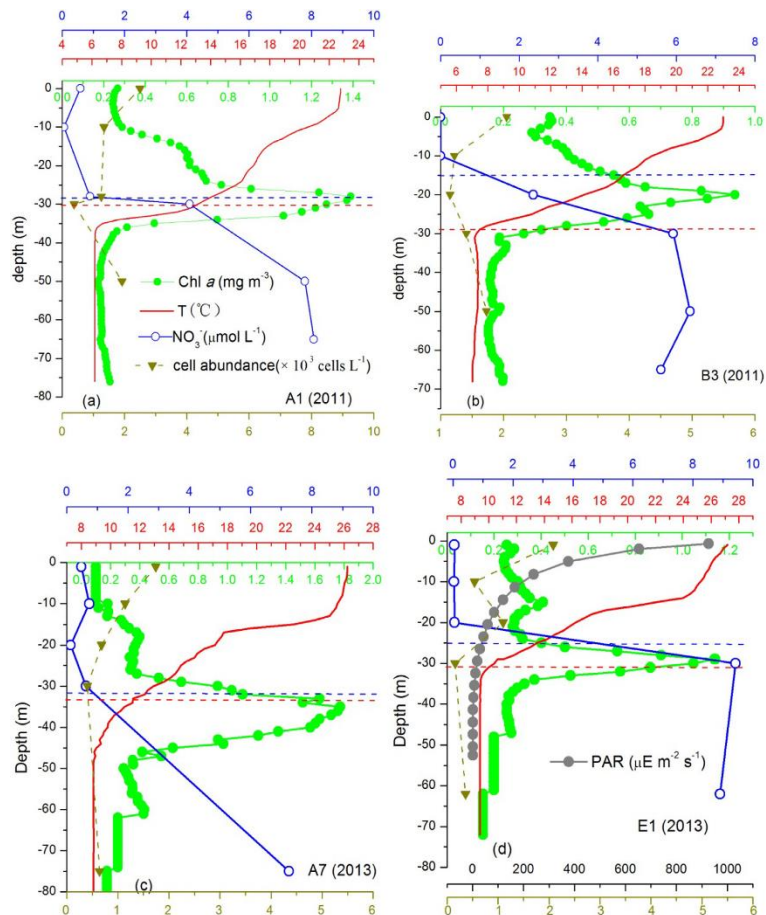 0 2 4 6 8 10
4 6 8 10 12 14 16 18 20 22 24
0.0 0.2 0.4 0.6 0.8 1.0 1.2 1.4
0
-10
-20
-30
-40
-50
-60
-70
-80
depth (m)
Chl a (mg m⁻³)
T (℃)
NO₃⁻(μmol L⁻¹)
cell abundance(× 10³ cells L⁻¹)
(a)
A1 (2011)
0 2 4 6 8 10
0 2 4 6 8
6 8 10 12 14 16 18 20 22 24
0.0 0.2 0.4 0.6 0.8 1.0
0
-10
-20
-30
-40
-50
-60
-70
depth (m)
(b)
B3 (2011)
1 2 3 4 5 6
0 2 4 6 8 10
6 8 10 12 14 16 18 20 22 24 26 28
0.0 0.2 0.4 0.6 0.8 1.0 1.2 1.4 1.6 1.8 2.0
0
-10
-20
-30
-40
-50
-60
-70
-80
Depth (m)
(c)
A7 (2013)
0 1 2 3 4 5 6
0 2 4 6 8 10
8 10 12 14 16 18 20 22 24 26 28
0.0 0.2 0.4 0.6 0.8 1.0 1.2
0
-10
-20
-30
-40
-50
-60
-70
-80
Depth (m)
PAR (μE m⁻² s⁻¹)
E1 (2013)
(d)
0 200 400 600 800 1000
0 2 4 6 8 10 12